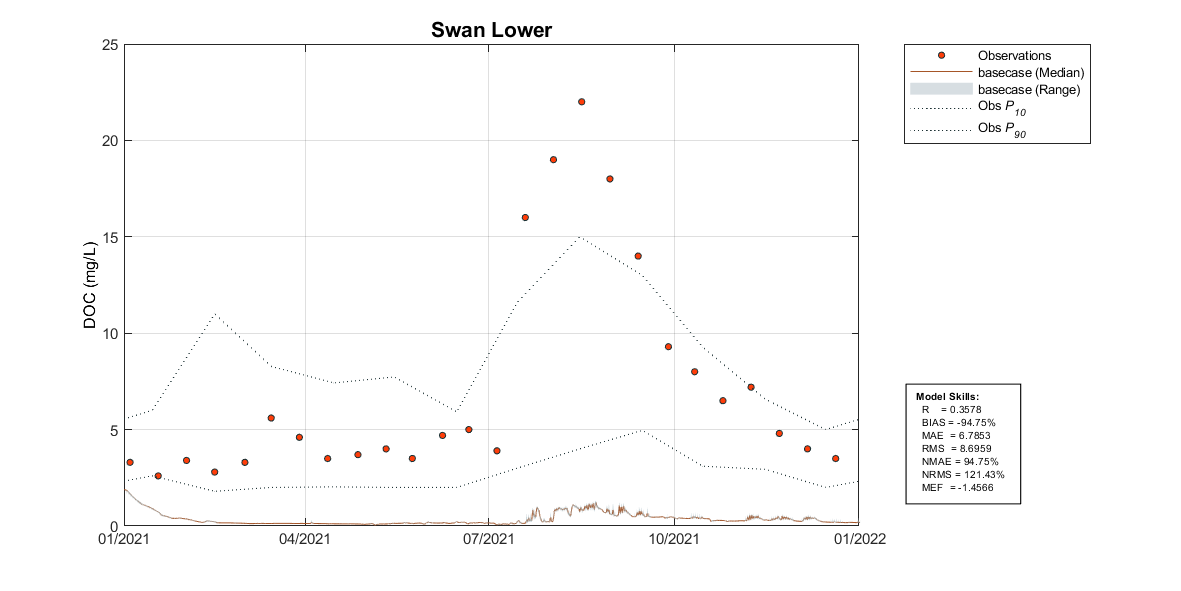 Swan Lower
25
20
15
10
5
0
DOC (mg/L)
01/2021
04/2021
07/2021
10/2021
01/2022
Observations
basecase (Median)
basecase (Range)
Obs P10
Obs P90
Model Skills:
R = 0.3578
BIAS = -94.75%
MAE = 6.7853
RMS = 8.6959
NMAE = 94.75%
NRMS = 121.43%
MEF = -1.4566